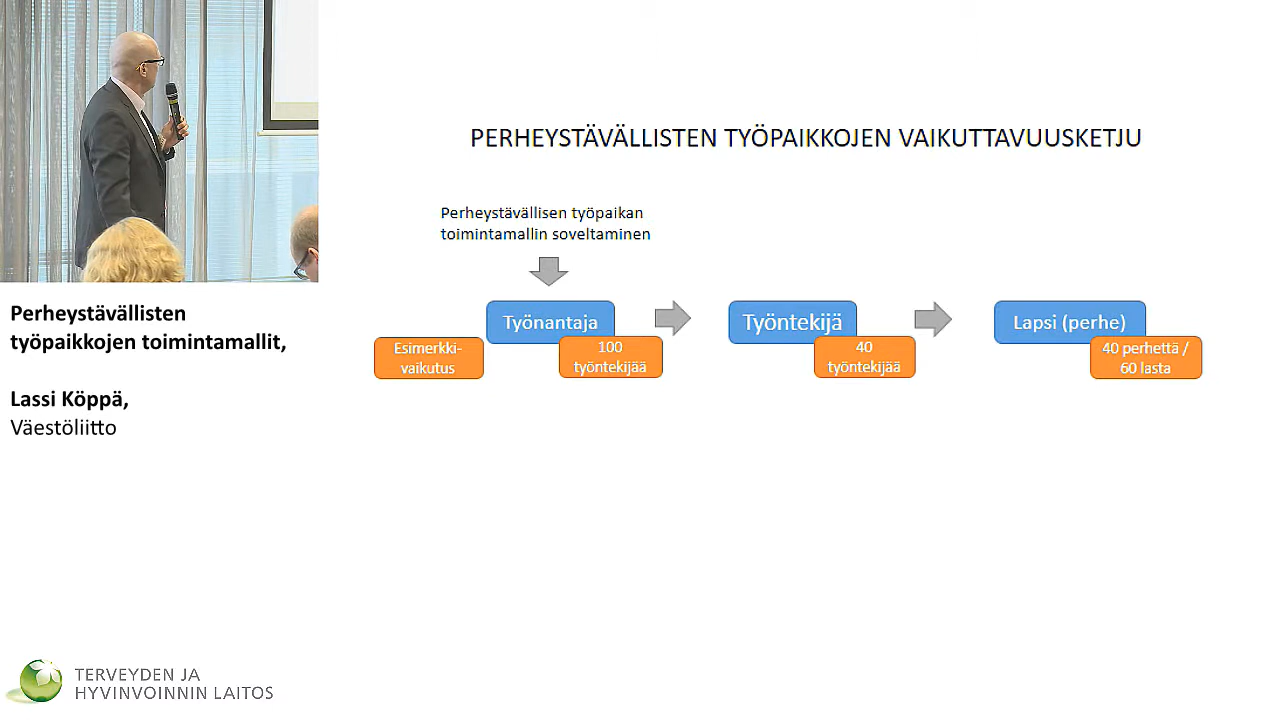 PERHEYSTÄVÄLLISTEN TYÖPAIKKOJEN VAIKUTTAVUUSKETJU
Perheystävällisen työpaikan
toimintamallin soveltaminen
Työnantaja
Työntekijä
Lapsi (perhe)
Esimerkki-
vaikutus
100
työntekijää
40
työntekijää
40 perhettä /
60 lasta
Perheystävällisten
työpaikkojen toimintamallit,
Lassi Köppä,
Väestöliitto
TERVEYDEN JA
HYVINVOINNIN LAITOS